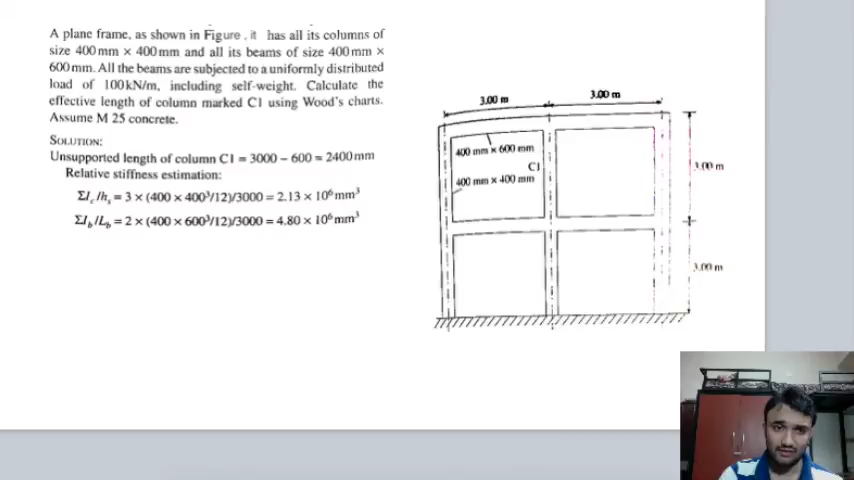 A plane frame, as shown in Figure , it has all its columns of
size 400 mm × 400 mm and all its beams of size 400 mm ×
600 mm. All the beams are subjected to a uniformly distributed
load of 100 kN/m, including self-weight. Calculate the
effective length of column marked C1 using Wood's charts.
Assume M 25 concrete.
SOLUTION:
Unsupported length of column C1 = 3000 − 600 = 2400 mm
Relative stiffness estimation:
ΣI_c/h_s = 3 × (400 × 400³/12)/3000 = 2.13 × 10⁶ mm³
ΣI_b/L_b = 2 × (400 × 600³/12)/3000 = 4.80 × 10⁶ mm³
3.00 m
3.00 m
400 mm × 600 mm
C1
400 mm × 400 mm
3.00 m
3.00 m